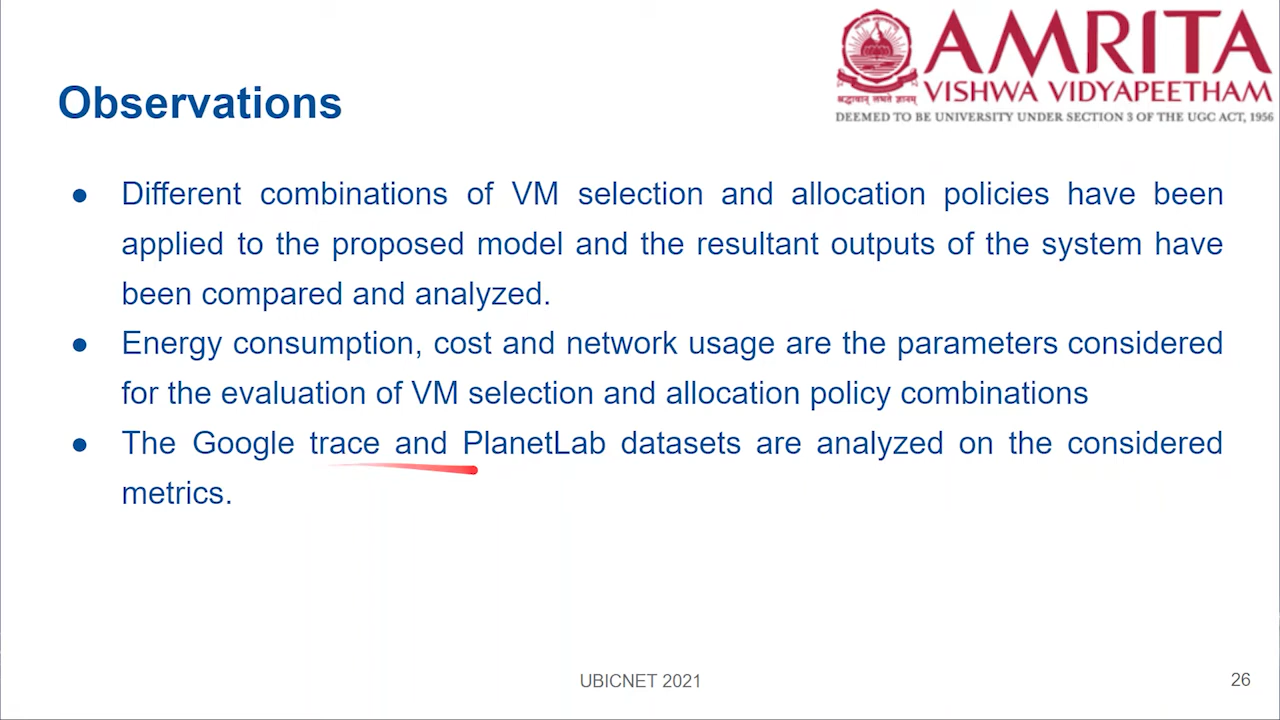 AMRITA
VISHWA VIDYAPEETHAM
श्रद्धावान् लभते ज्ञानम्
DEEMED TO BE UNIVERSITY UNDER SECTION 3 OF THE UGC ACT, 1956
Observations
● Different combinations of VM selection and allocation policies have been
applied to the proposed model and the resultant outputs of the system have
been compared and analyzed.
● Energy consumption, cost and network usage are the parameters considered
for the evaluation of VM selection and allocation policy combinations
● The Google trace and PlanetLab datasets are analyzed on the considered
metrics.
UBICNET 2021
26